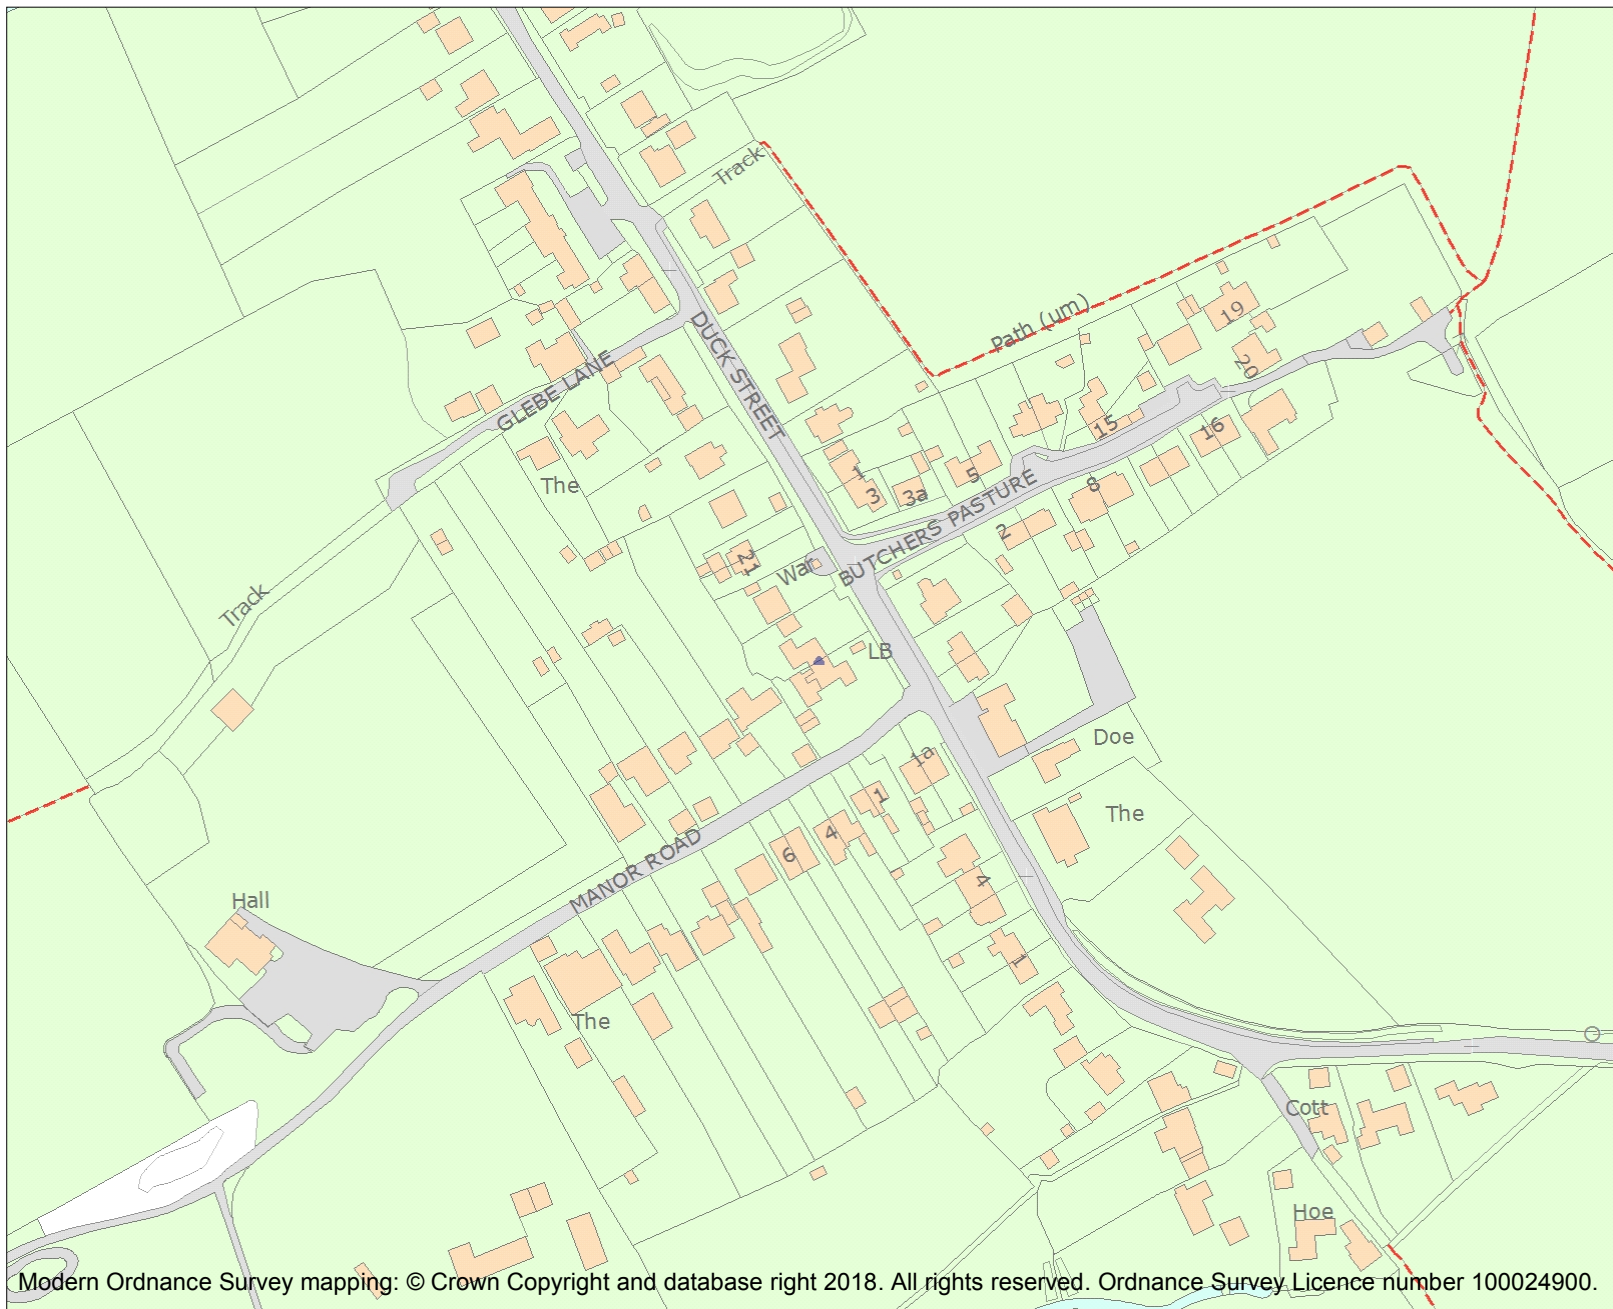 Track
Path (um)
19
DUCK STREET
20
GLEBE LANE
15
16
1
3
3a
5
8
The
BUTCHERS PASTURE
2
21
War
Track
LB
Doe
1a
1
The
4
6
MANOR ROAD
4
Hall
1
The
Cott
Hoe
Modern Ordnance Survey mapping: © Crown Copyright and database right 2018. All rights reserved. Ordnance Survey Licence number 100024900.